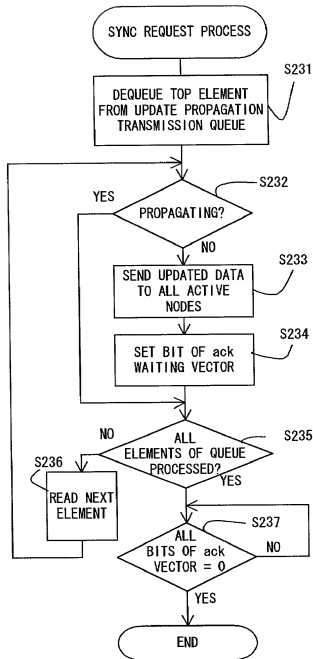 SYNC REQUEST PROCESS
S231
DEQUEUE TOP ELEMENT
FROM UPDATE PROPAGATION
TRANSMISSION QUEUE
S232
YES
PROPAGATING?
NO
S233
SEND UPDATED DATA
TO ALL ACTIVE
NODES
S234
SET BIT OF ack
WAITING VECTOR
S235
NO
ALL
ELEMENTS OF QUEUE
PROCESSED?
YES
S236
READ NEXT
ELEMENT
S237
ALL
BITS OF ack
VECTOR = 0
NO
YES
END